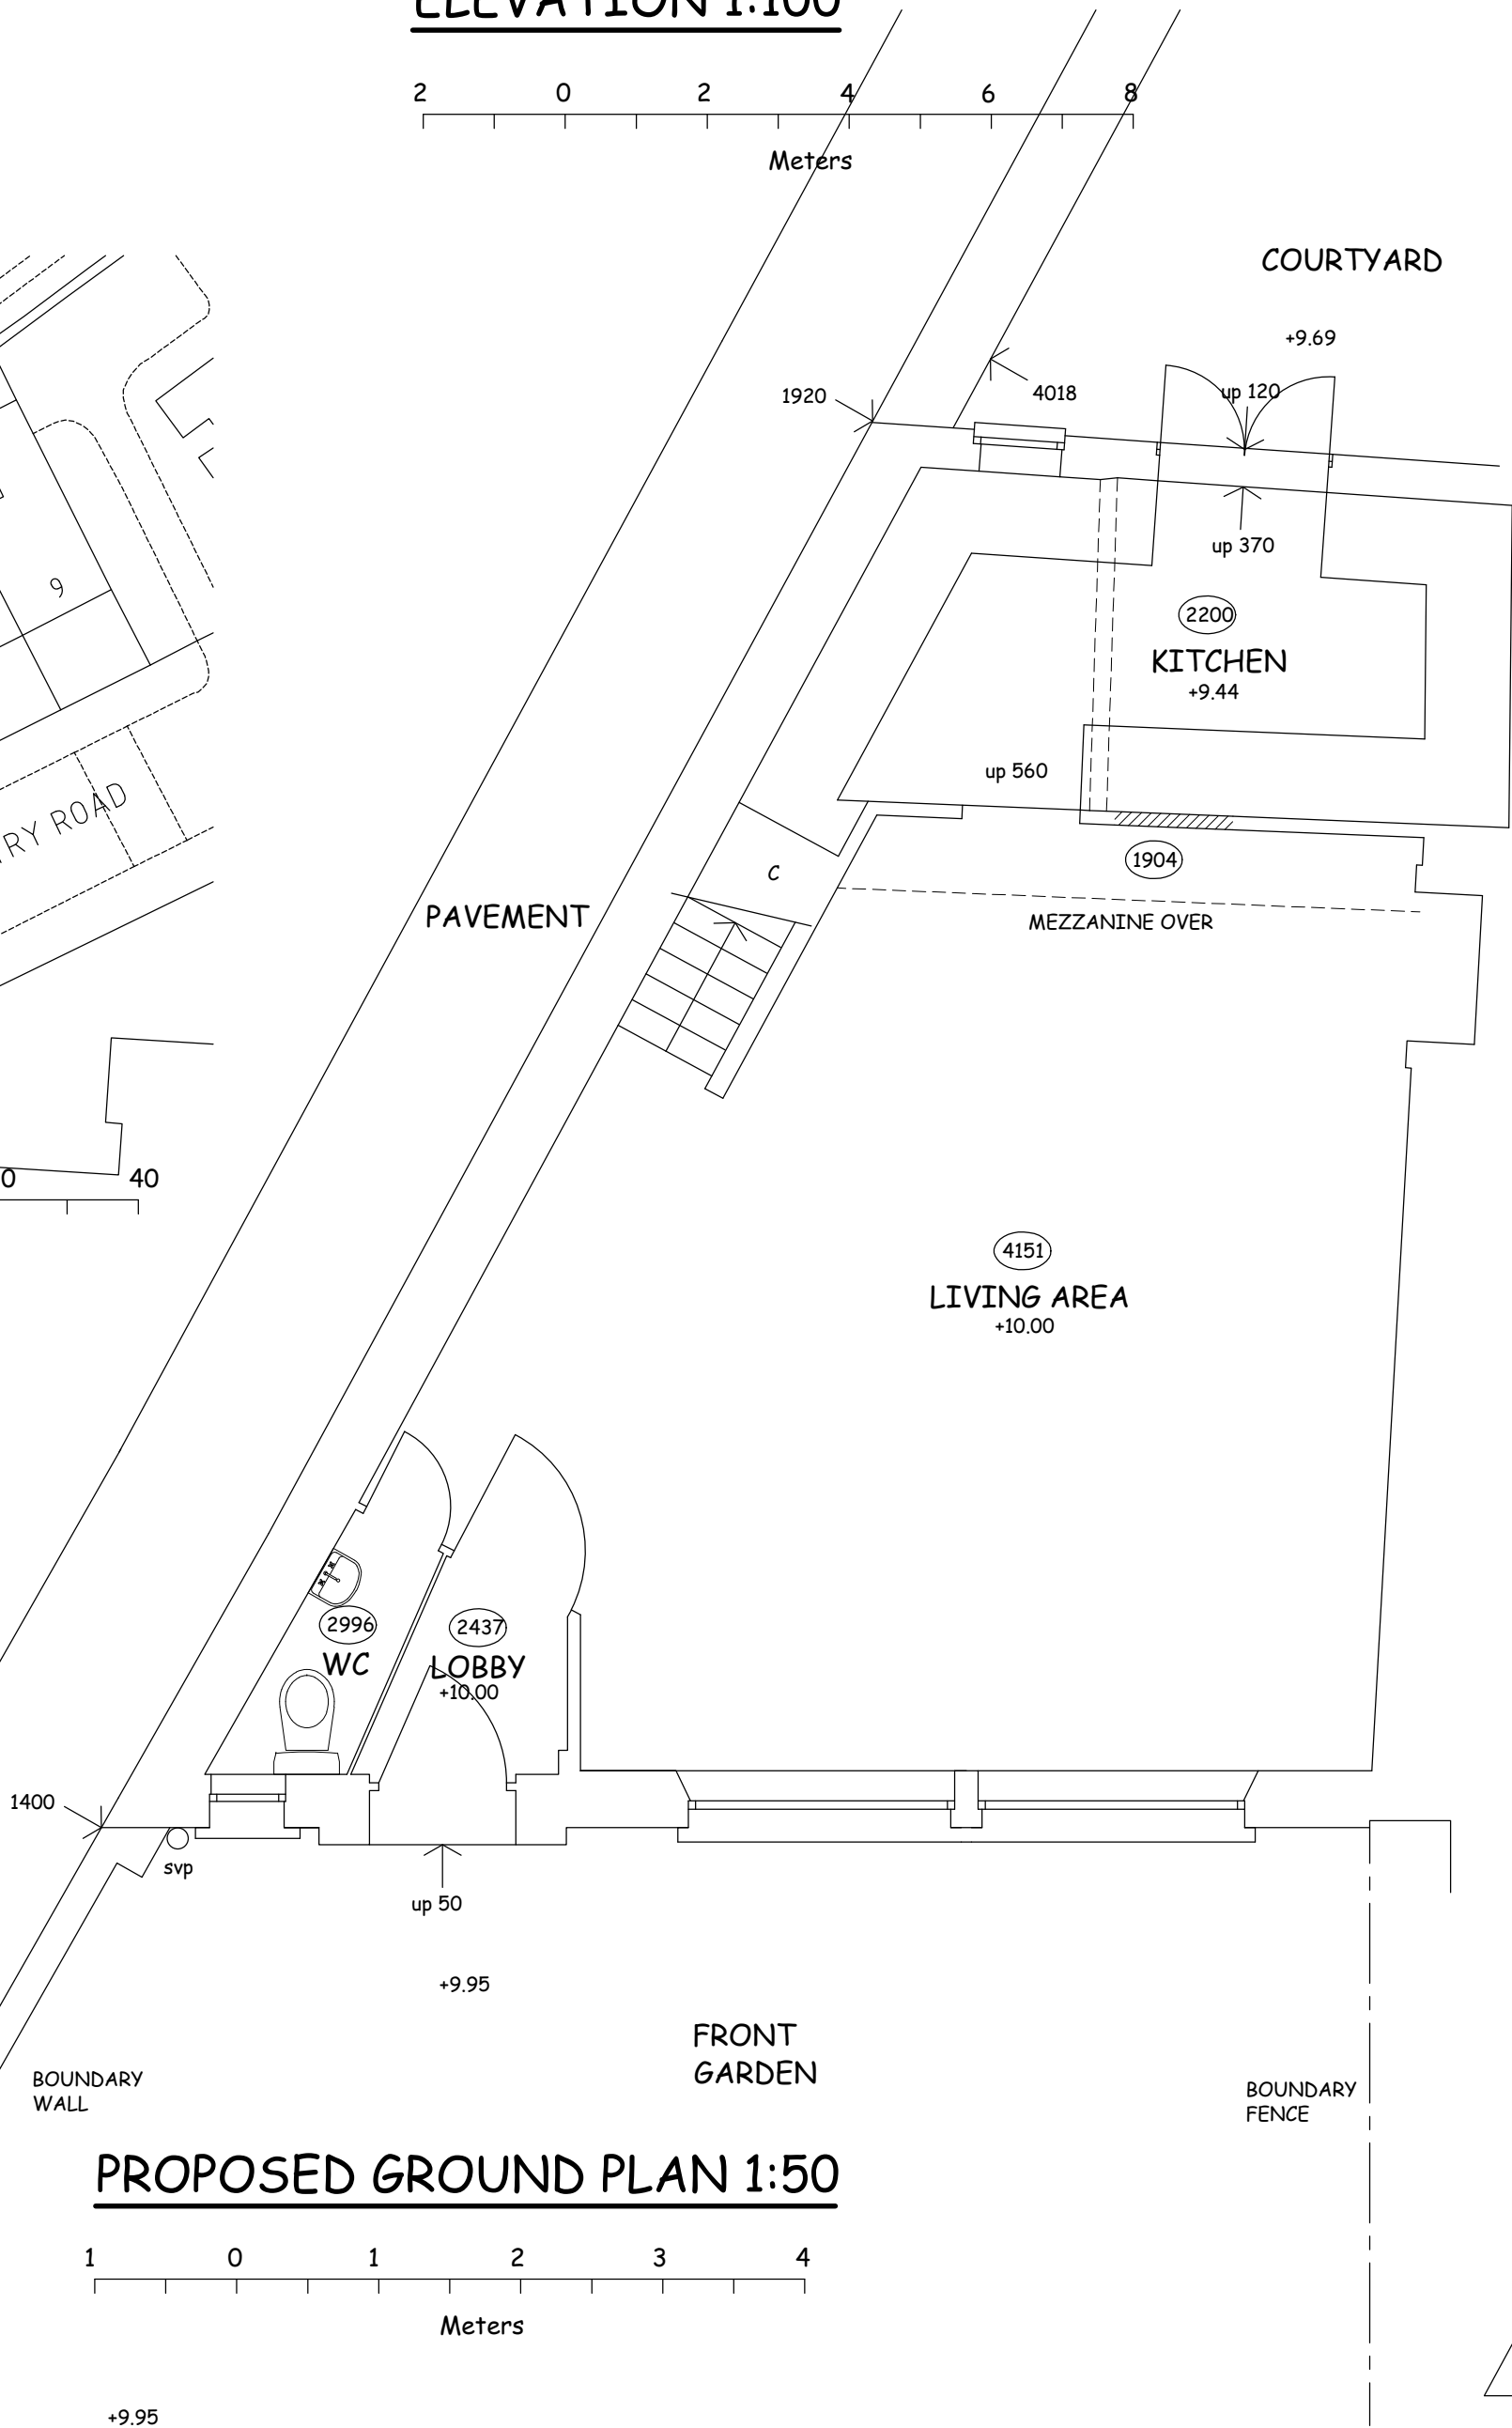 ELEVATION 1:100
2 0 2 4 6 8
Meters
COURTYARD
+9.69
1920
4018
up 120
up 370
9
2200
KITCHEN
+9.44
up 560
RY ROAD
1904
C
PAVEMENT
MEZZANINE OVER
0 40
4151
LIVING AREA
+10.00
2996
WC
2437
LOBBY
+10.00
1400
svp
up 50
+9.95
FRONT
GARDEN
BOUNDARY
WALL
BOUNDARY
FENCE
PROPOSED GROUND PLAN 1:50
1 0 1 2 3 4
Meters
+9.95